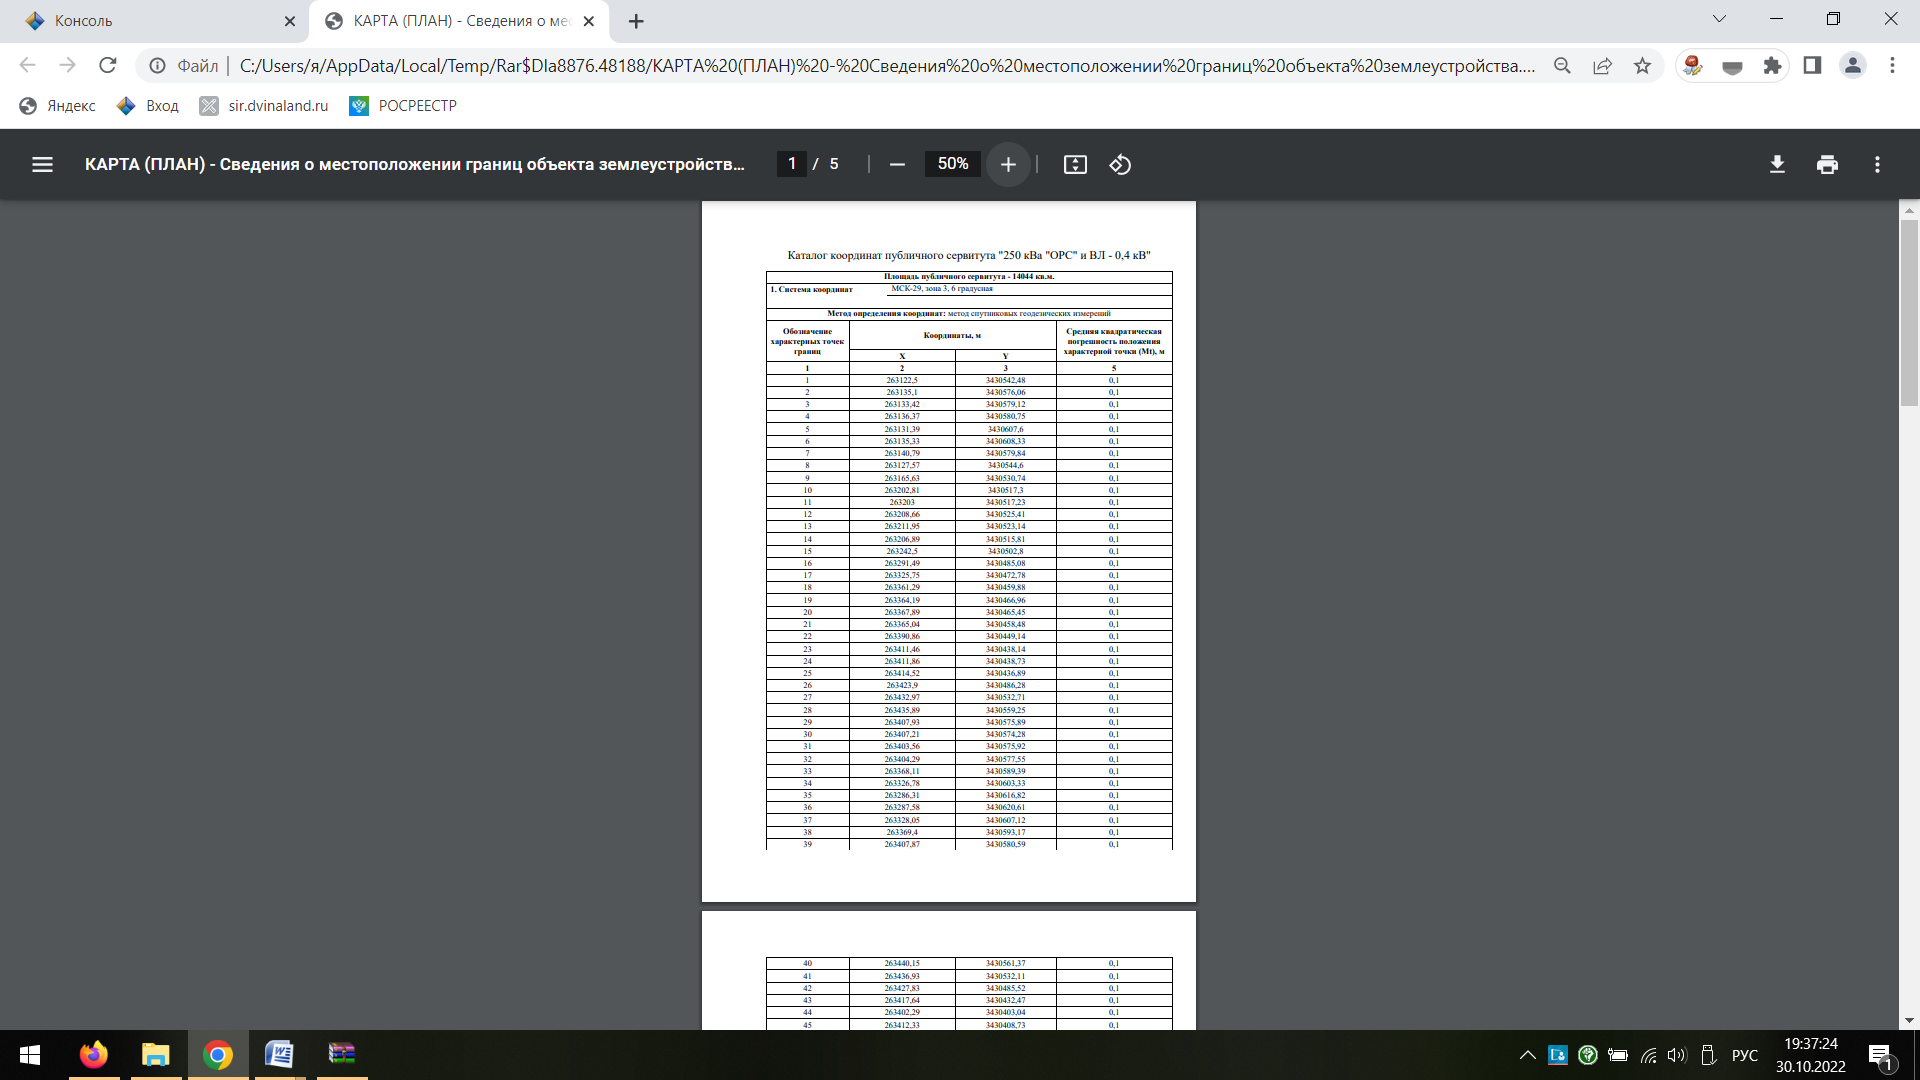 Консоль
КАРТА (ПЛАН) - Сведения о мес
Файл
C:/Users/я/AppData/Local/Temp/Rar$DIa8876.48188/КАРТА%20(ПЛАН)%20-%20Сведения%20о%20местоположении%20границ%20объекта%20землеустройства....
Яндекс
Вход
sir.dvinaland.ru
РОСРЕЕСТР
КАРТА (ПЛАН) - Сведения о местоположении границ объекта землеустройств...
1 / 5
50%
Каталог координат публичного сервитута "250 кВа "ОРС" и ВЛ - 0,4 кВ"
Площадь публичного сервитута - 14044 кв.м.
1. Система координат МСК-29, зона 3, 6 градусная
Метод определения координат: метод спутниковых геодезических измерений
Обозначение характерных точек границ
Координаты, м
Средняя квадратическая погрешность положения характерной точки (Mt), м
X Y
1 2 3 5
1 263122,5 3430542,48 0,1
2 263135,1 3430576,06 0,1
3 263133,42 3430579,12 0,1
4 263136,37 3430580,75 0,1
5 263131,39 3430607,6 0,1
6 263135,33 3430608,33 0,1
7 263140,79 3430579,84 0,1
8 263127,57 3430544,6 0,1
9 263165,63 3430530,74 0,1
10 263202,81 3430517,3 0,1
11 263203 3430517,23 0,1
12 263208,66 3430525,41 0,1
13 263211,95 3430523,14 0,1
14 263206,89 3430515,81 0,1
15 263242,5 3430502,8 0,1
16 263291,49 3430485,08 0,1
17 263325,75 3430472,78 0,1
18 263361,29 3430459,88 0,1
19 263364,19 3430466,96 0,1
20 263367,89 3430465,45 0,1
21 263365,04 3430458,48 0,1
22 263390,86 3430449,14 0,1
23 263411,46 3430438,14 0,1
24 263411,86 3430438,73 0,1
25 263414,52 3430436,89 0,1
26 263423,9 3430486,28 0,1
27 263432,97 3430532,71 0,1
28 263435,89 3430559,25 0,1
29 263407,93 3430575,89 0,1
30 263407,21 3430574,28 0,1
31 263403,56 3430575,92 0,1
32 263404,29 3430577,55 0,1
33 263368,11 3430589,39 0,1
34 263326,78 3430603,33 0,1
35 263286,31 3430616,82 0,1
36 263287,58 3430620,61 0,1
37 263328,05 3430607,12 0,1
38 263369,4 3430593,17 0,1
39 263407,87 3430580,59 0,1
40 263440,15 3430561,37 0,1
41 263436,93 3430532,11 0,1
42 263427,83 3430485,52 0,1
43 263417,64 3430432,47 0,1
44 263402,29 3430403,04 0,1
45 263412,33 3430408,73 0,1
РУС
19:37:24
30.10.2022
1